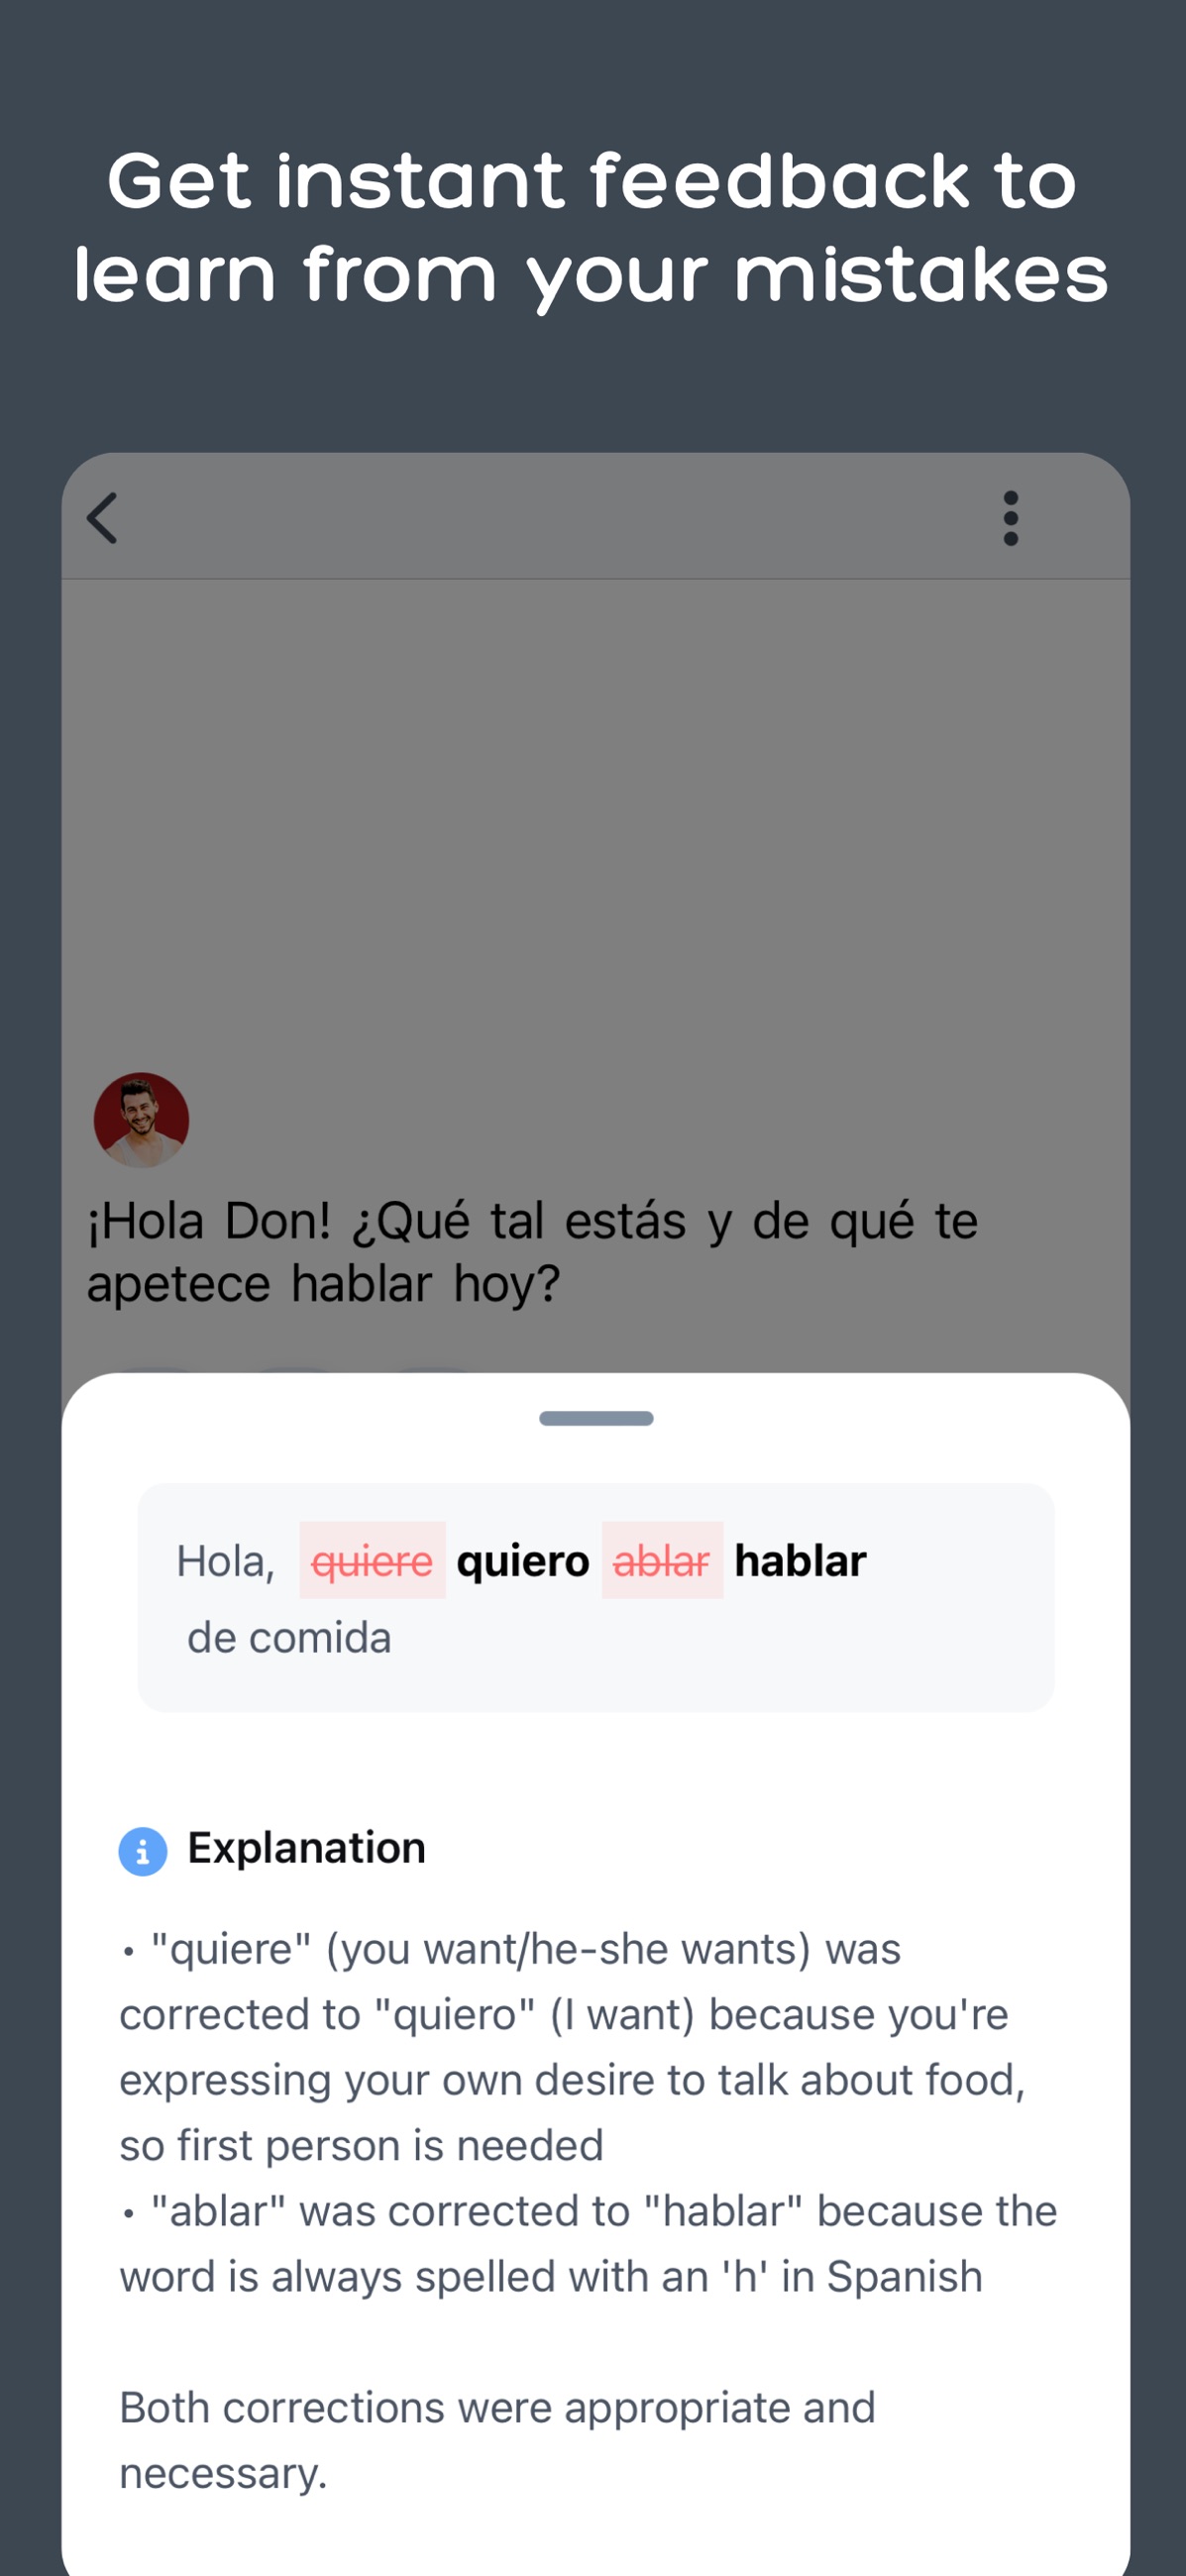 Get instant feedback to
learn from your mistakes
¡Hola Don! ¿Qué tal estás y de qué te
apetece hablar hoy?
Hola, quiere quiero ablar hablar
de comida
Explanation
• "quiere" (you want/he-she wants) was
corrected to "quiero" (I want) because you're
expressing your own desire to talk about food,
so first person is needed
• "ablar" was corrected to "hablar" because the
word is always spelled with an 'h' in Spanish
Both corrections were appropriate and
necessary.